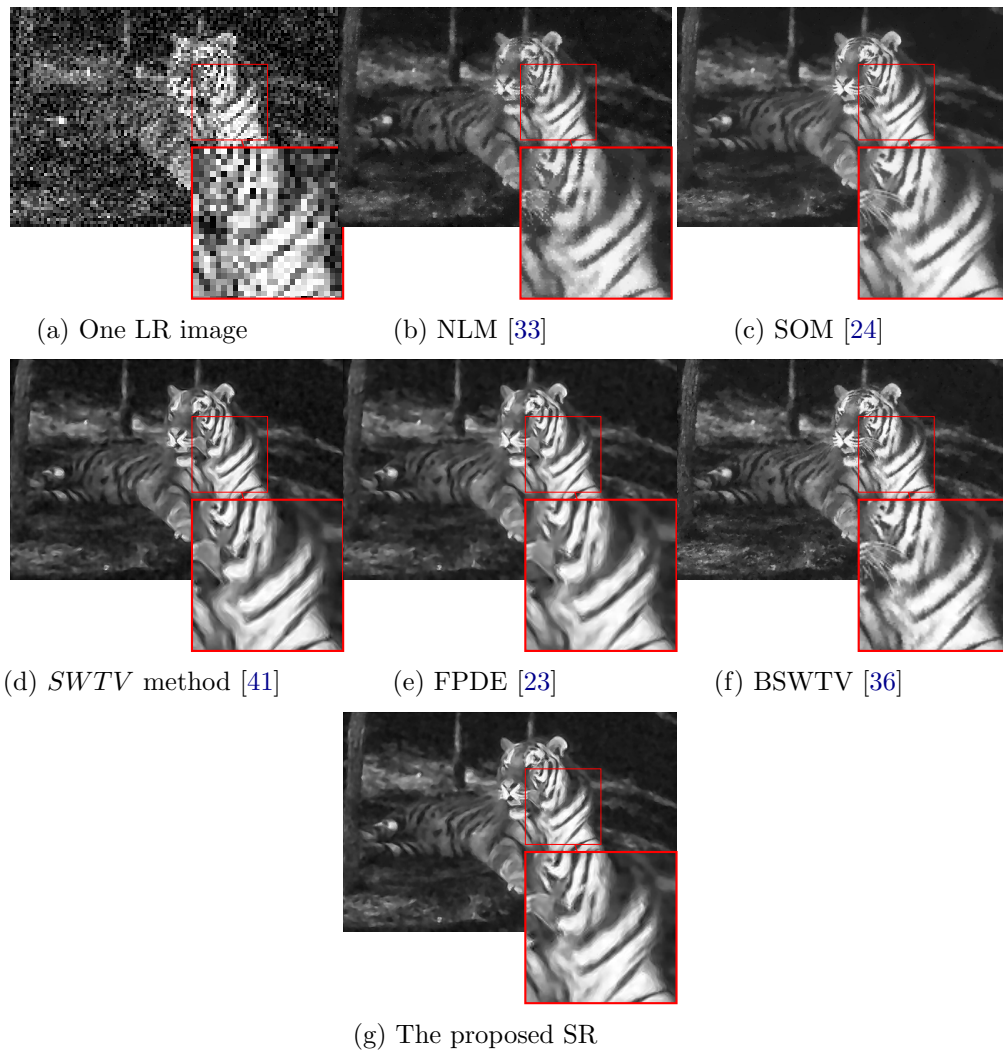 (a) One LR image
(b) NLM [33]
(c) SOM [24]
(d) SWTV method [41]
(e) FPDE [23]
(f) BSWTV [36]
(g) The proposed SR